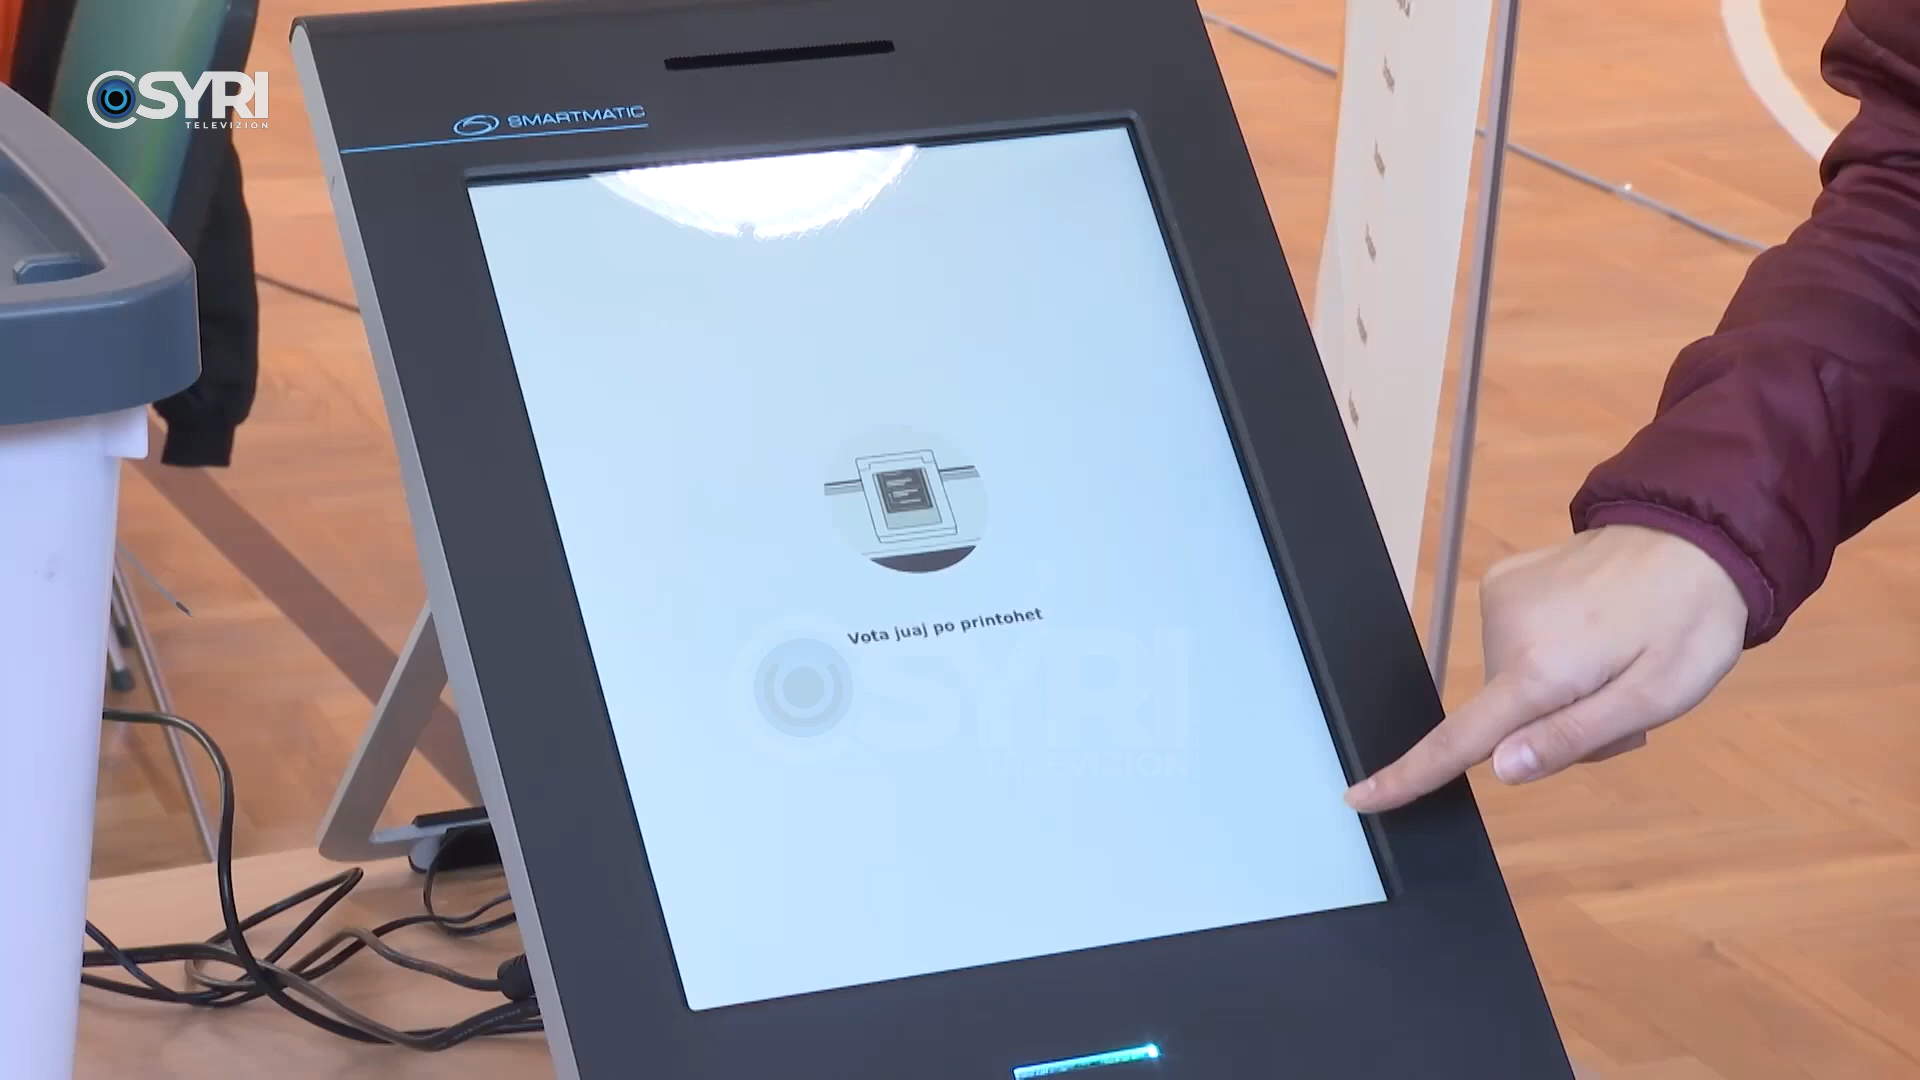 SYRI
TELEVIZION
SMARTMATIC
Vota juaj po printohet
SYRI
TELEVIZION